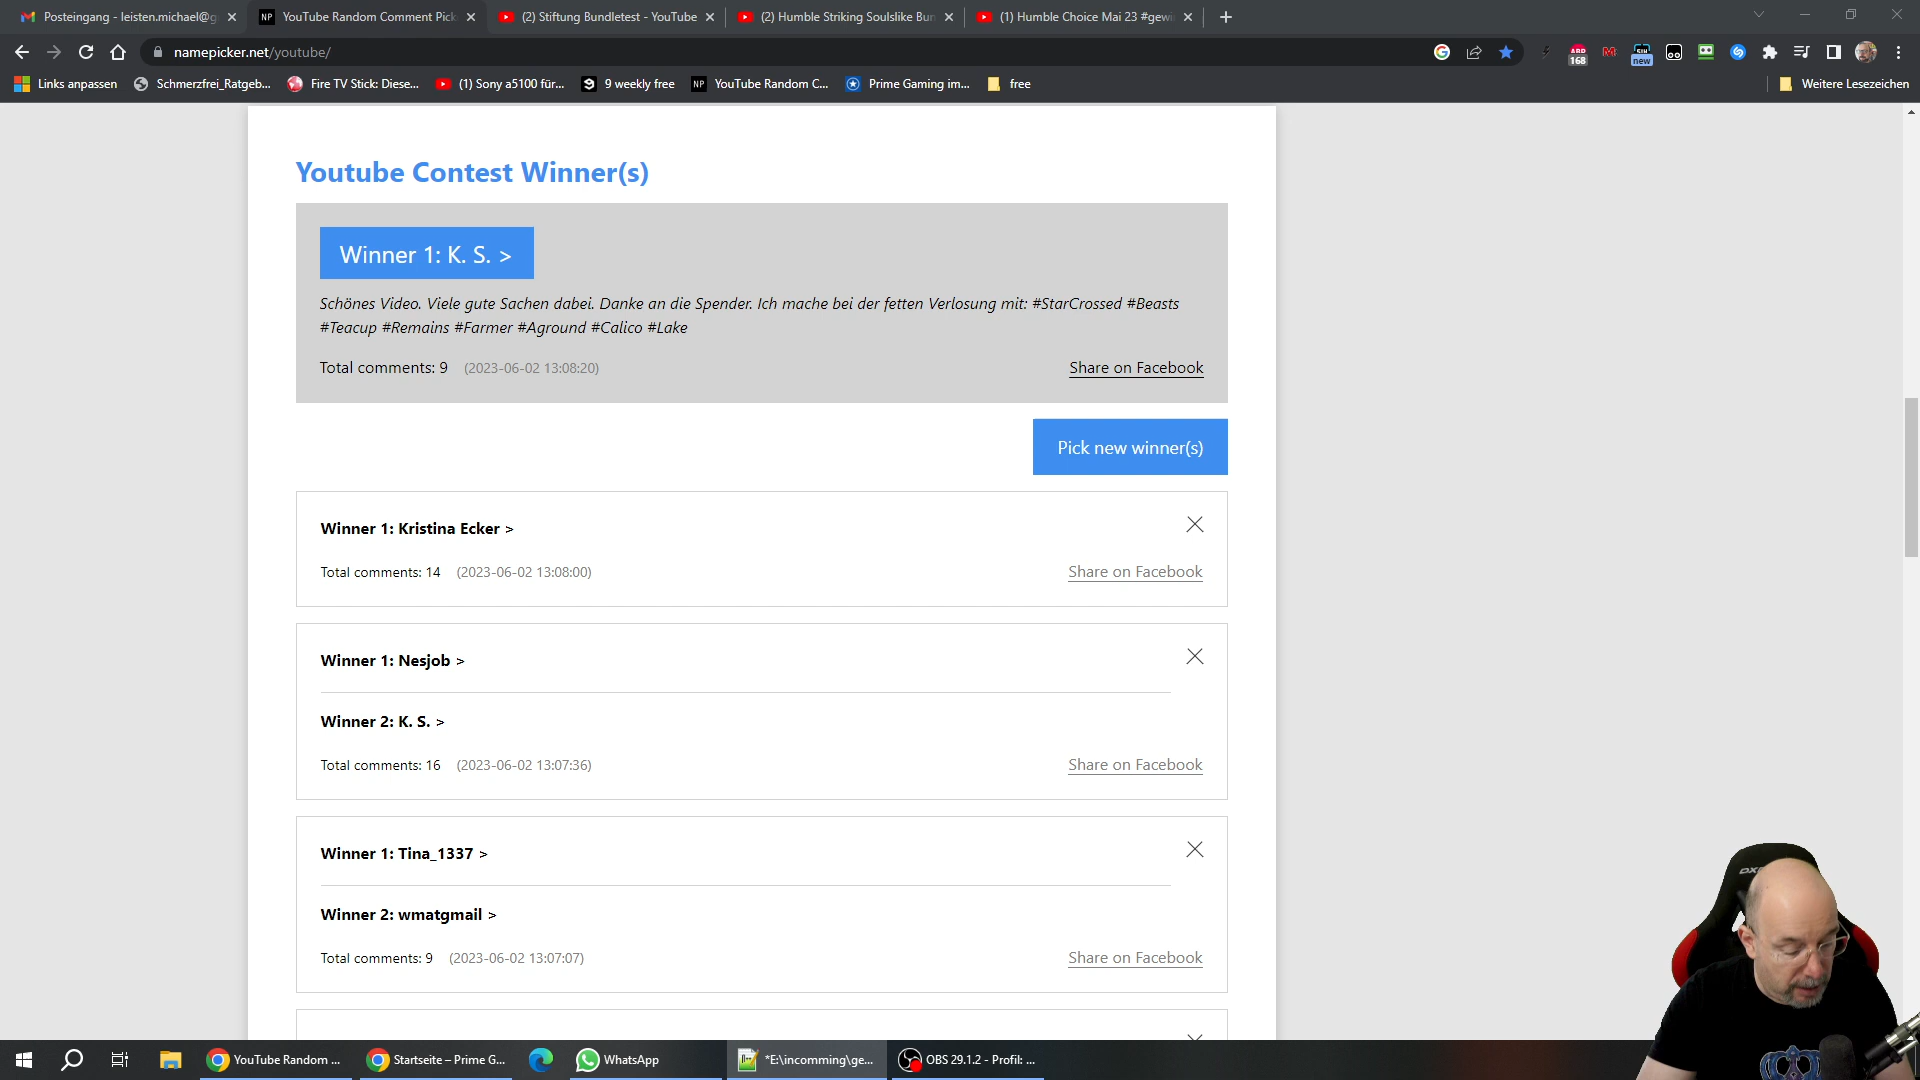 Posteingang - leisten.michael@g
YouTube Random Comment Pick
(2) Stiftung Bundletest - YouTube
(2) Humble Striking Soulslike Bun
(1) Humble Choice Mai 23 #gewi
namepicker.net/youtube/
ABD
168
new
Links anpassen
Schmerzfrei_Ratgeb...
Fire TV Stick: Diese...
(1) Sony a5100 für...
9 weekly free
NP
YouTube Random C...
Prime Gaming im...
free
Weitere Lesezeichen
Youtube Contest Winner(s)
Winner 1: K. S. >
Schönes Video. Viele gute Sachen dabei. Danke an die Spender. Ich mache bei der fetten Verlosung mit: #StarCrossed #Beasts
#Teacup #Remains #Farmer #Aground #Calico #Lake
Total comments: 9 (2023-06-02 13:08:20)
Share on Facebook
Pick new winner(s)
Winner 1: Kristina Ecker >
Total comments: 14 (2023-06-02 13:08:00)
Share on Facebook
Winner 1: Nesjob >
Winner 2: K. S. >
Total comments: 16 (2023-06-02 13:07:36)
Share on Facebook
Winner 1: Tina_1337 >
Winner 2: wmatgmail >
Total comments: 9 (2023-06-02 13:07:07)
Share on Facebook
YouTube Random ...
Startseite – Prime G...
WhatsApp
*E:\incomming\ge...
OBS 29.1.2 - Profil: ...